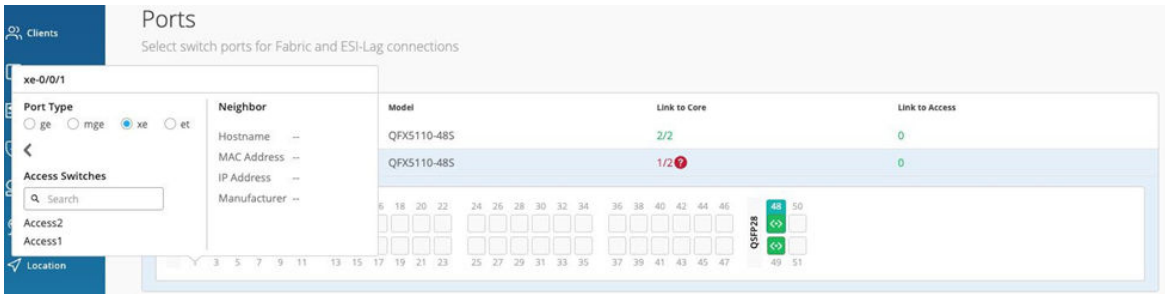 Clients
Ports
Select switch ports for Fabric and ESI-Lag connections
xe-0/0/1
Port Type
ge mge xe et
Access Switches
Search
Access2
Access1
Neighbor
Hostname --
MAC Address --
IP Address --
Manufacturer --
Location
Model Link to Core Link to Access
QFX5110-48S 2/2 0
QFX5110-48S 1/2 ? 0
6 18 20 22 24 26 28 30 32 34 36 38 40 42 44 46 48 50
QSFP28
1 3 5 7 9 11 13 15 17 19 21 23 25 27 29 31 33 35 37 39 41 43 45 47 49 51